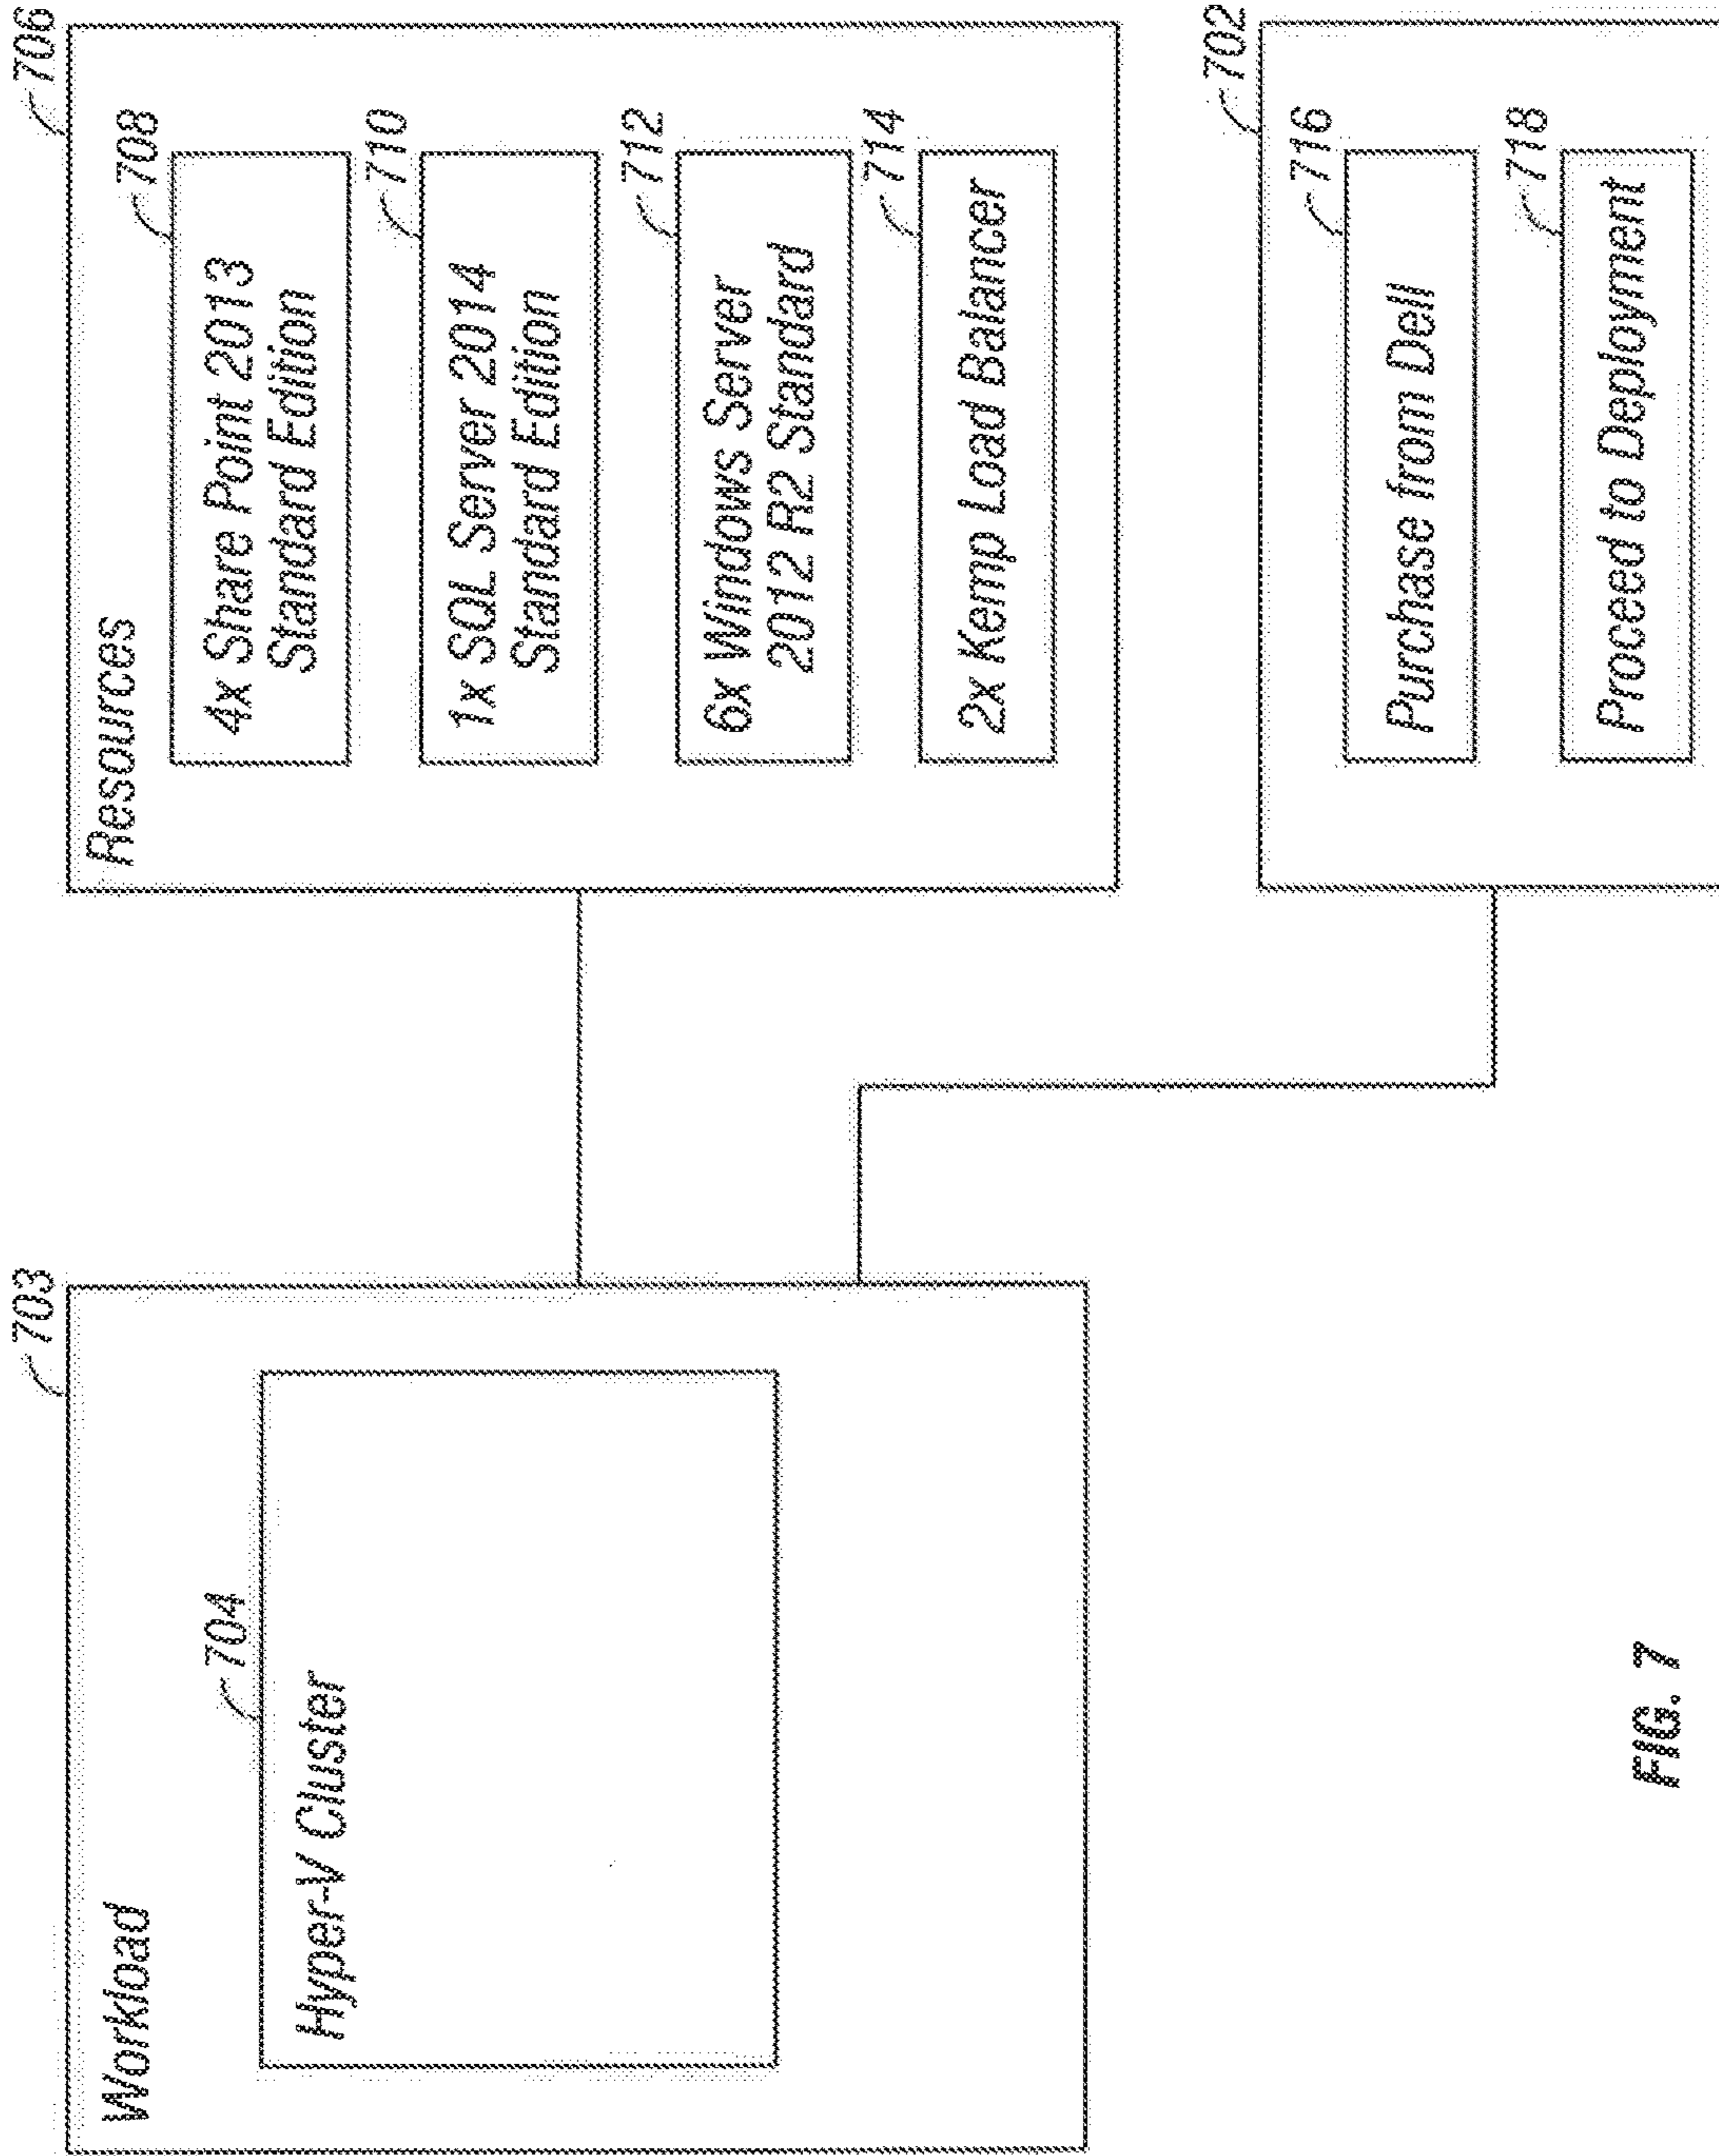 703
Workload
704
Hyper-V Cluster
706
Resources
708
4x Share Point 2013
Standard Edition
710
1x SQL Server 2014
Standard Edition
712
6x Windows Server
2012 R2 Standard
714
2x Kemp Load Balancer
702
716
Purchase from Dell
718
Proceed to Deployment
FIG. 7